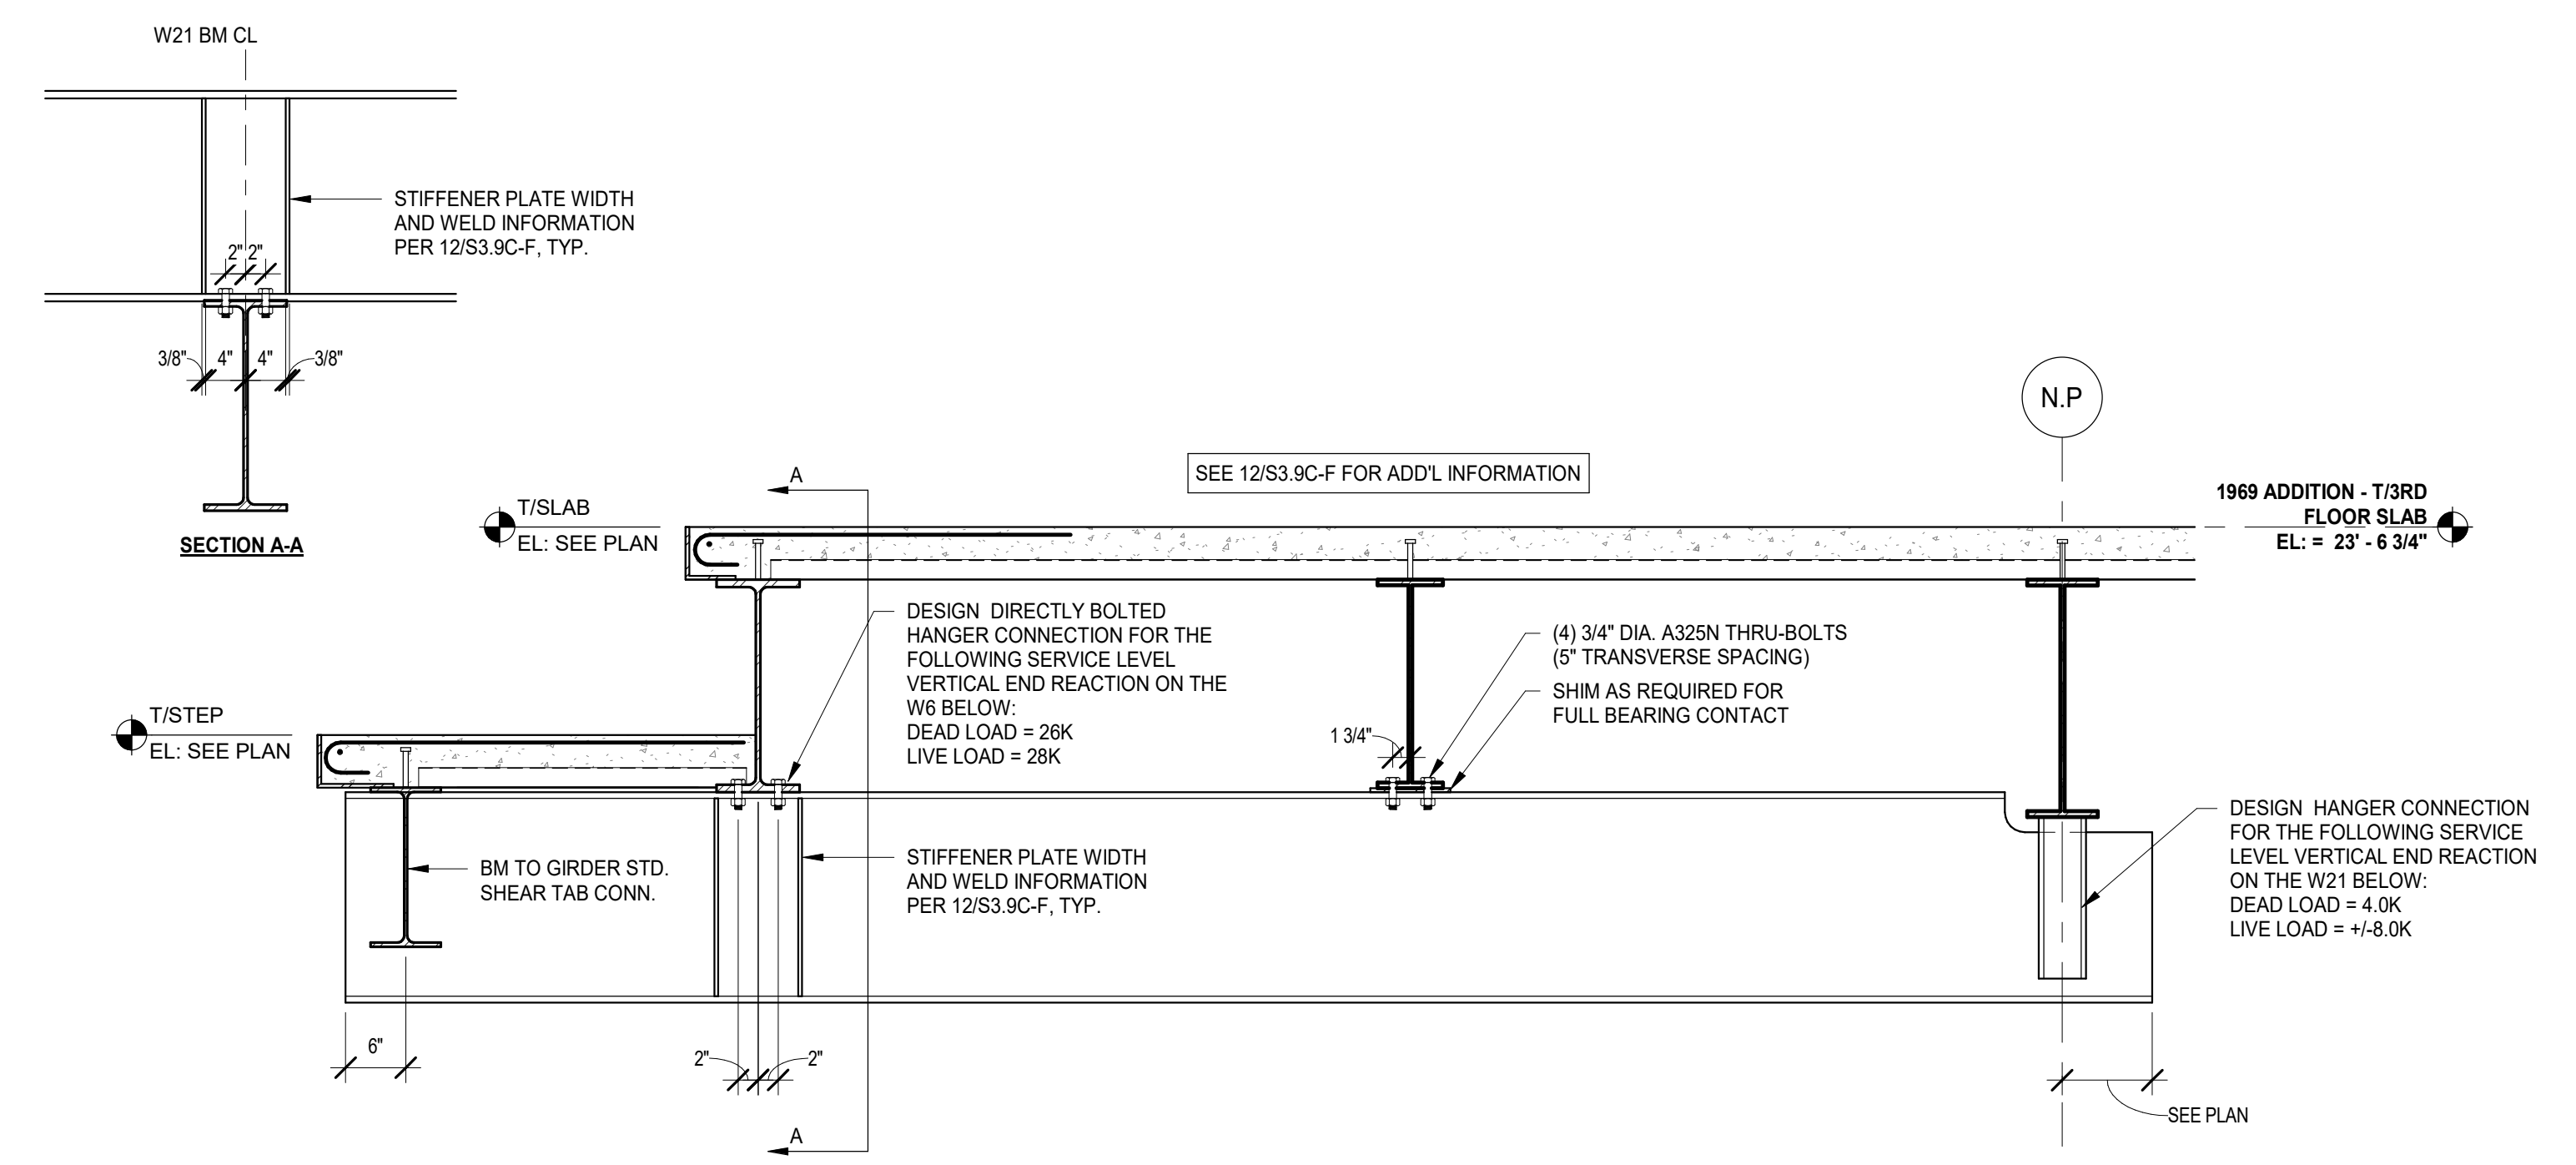 W21 BM CL
STIFFENER PLATE WIDTH
AND WELD INFORMATION
PER 12/S3.9C-F, TYP.
2" 2"
3/8" 4" 4" 3/8"
SECTION A-A
N.P
SEE 12/S3.9C-F FOR ADD'L INFORMATION
A
T/SLAB
EL: SEE PLAN
1969 ADDITION - T/3RD
FLOOR SLAB
EL: = 23' - 6 3/4"
DESIGN DIRECTLY BOLTED
HANGER CONNECTION FOR THE
FOLLOWING SERVICE LEVEL
VERTICAL END REACTION ON THE
W6 BELOW:
DEAD LOAD = 26K
LIVE LOAD = 28K
(4) 3/4" DIA. A325N THRU-BOLTS
(5" TRANSVERSE SPACING)
SHIM AS REQUIRED FOR
FULL BEARING CONTACT
1 3/4"
T/STEP
EL: SEE PLAN
BM TO GIRDER STD.
SHEAR TAB CONN.
STIFFENER PLATE WIDTH
AND WELD INFORMATION
PER 12/S3.9C-F, TYP.
DESIGN HANGER CONNECTION
FOR THE FOLLOWING SERVICE
LEVEL VERTICAL END REACTION
ON THE W21 BELOW:
DEAD LOAD = 4.0K
LIVE LOAD = +/-8.0K
6"
2" 2"
A
SEE PLAN